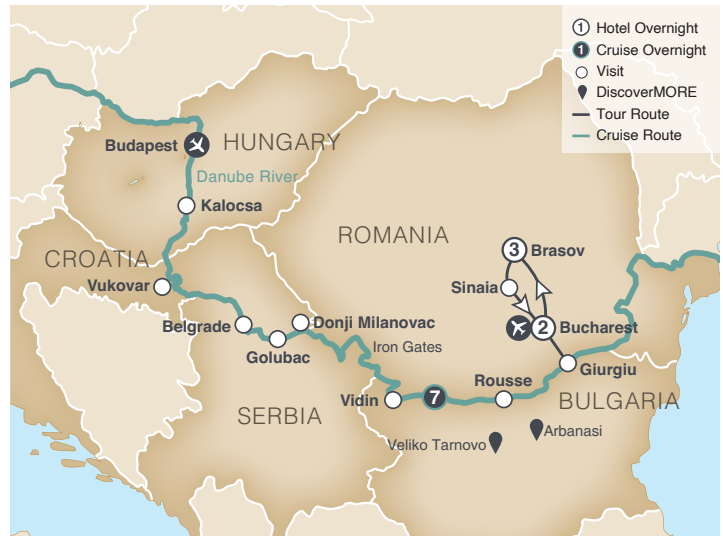 1 Hotel Overnight
1 Cruise Overnight
Visit
DiscoverMORE
Tour Route
Cruise Route
Budapest
HUNGARY
Danube River
Kalocsa
ROMANIA
CROATIA
3 Brasov
Vukovar
Sinaia
Belgrade
Donji Milanovac
2 Bucharest
Golubac
Iron Gates
Giurgiu
Rousse
Vidin
7
BULGARIA
SERBIA
Arbanasi
Veliko Tarnovo